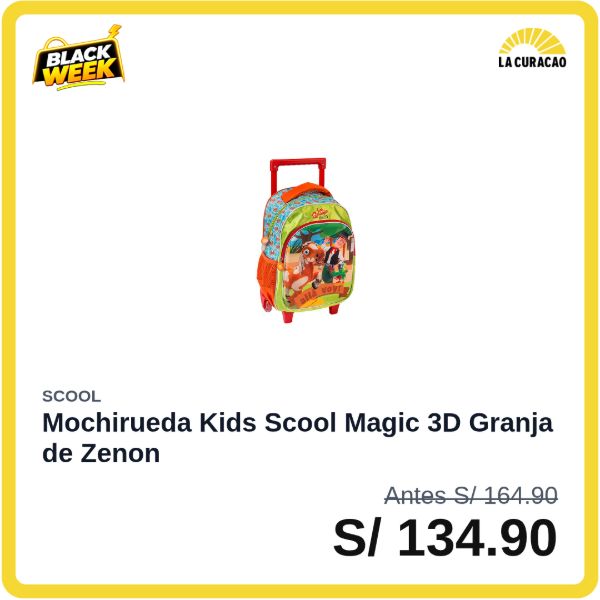 BLACK
WEEK
LA CURACAO
SCOOL
Mochirueda Kids Scool Magic 3D Granja
de Zenon
Antes S/ 164.90
S/ 134.90